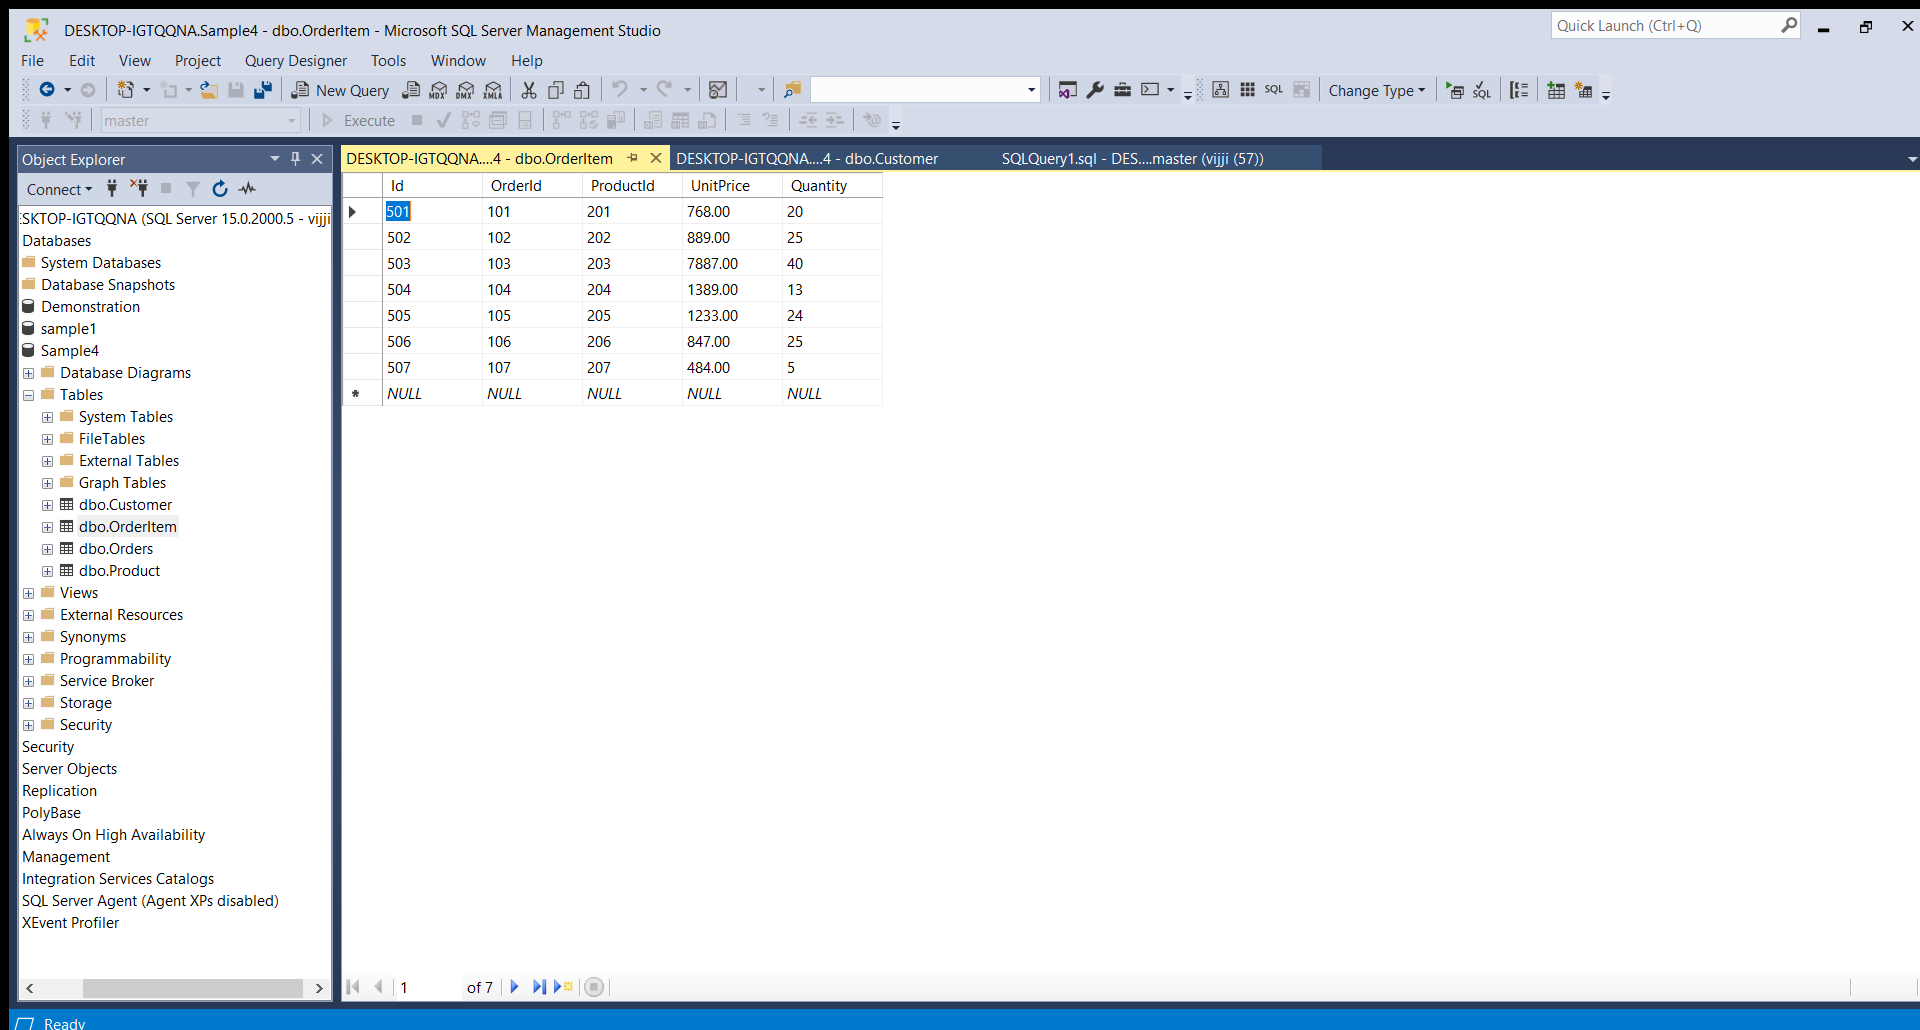 DESKTOP-IGTQQNA.Sample4 - dbo.OrderItem - Microsoft SQL Server Management Studio
Quick Launch (Ctrl+Q)
File Edit View Project Query Designer Tools Window Help
New Query MDX DMX XMLA SQL Change Type SQL
master Execute
Object Explorer
DESKTOP-IGTQQNA....4 - dbo.OrderItem DESKTOP-IGTQQNA....4 - dbo.Customer SQLQuery1.sql - DES....master (vijji (57))
Connect
SKTOP-IGTQQNA (SQL Server 15.0.2000.5 - vijji
Databases
System Databases
Database Snapshots
Demonstration
sample1
Sample4
Database Diagrams
Tables
System Tables
FileTables
External Tables
Graph Tables
dbo.Customer
dbo.OrderItem
dbo.Orders
dbo.Product
Views
External Resources
Synonyms
Programmability
Service Broker
Storage
Security
Security
Server Objects
Replication
PolyBase
Always On High Availability
Management
Integration Services Catalogs
SQL Server Agent (Agent XPs disabled)
XEvent Profiler
Id OrderId ProductId UnitPrice Quantity
501 101 201 768.00 20
502 102 202 889.00 25
503 103 203 7887.00 40
504 104 204 1389.00 13
505 105 205 1233.00 24
506 106 206 847.00 25
507 107 207 484.00 5
NULL NULL NULL NULL NULL
1 of 7
Ready